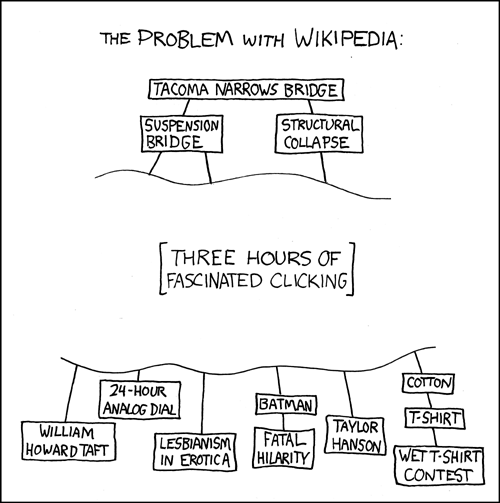 THE PROBLEM WITH WIKIPEDIA:
TACOMA NARROWS BRIDGE
SUSPENSION
BRIDGE
STRUCTURAL
COLLAPSE
[THREE HOURS OF
FASCINATED CLICKING]
WILLIAM
HOWARD TAFT
24-HOUR
ANALOG DIAL
LESBIANISM
IN EROTICA
BATMAN
FATAL
HILARITY
TAYLOR
HANSON
COTTON
T-SHIRT
WET T-SHIRT
CONTEST